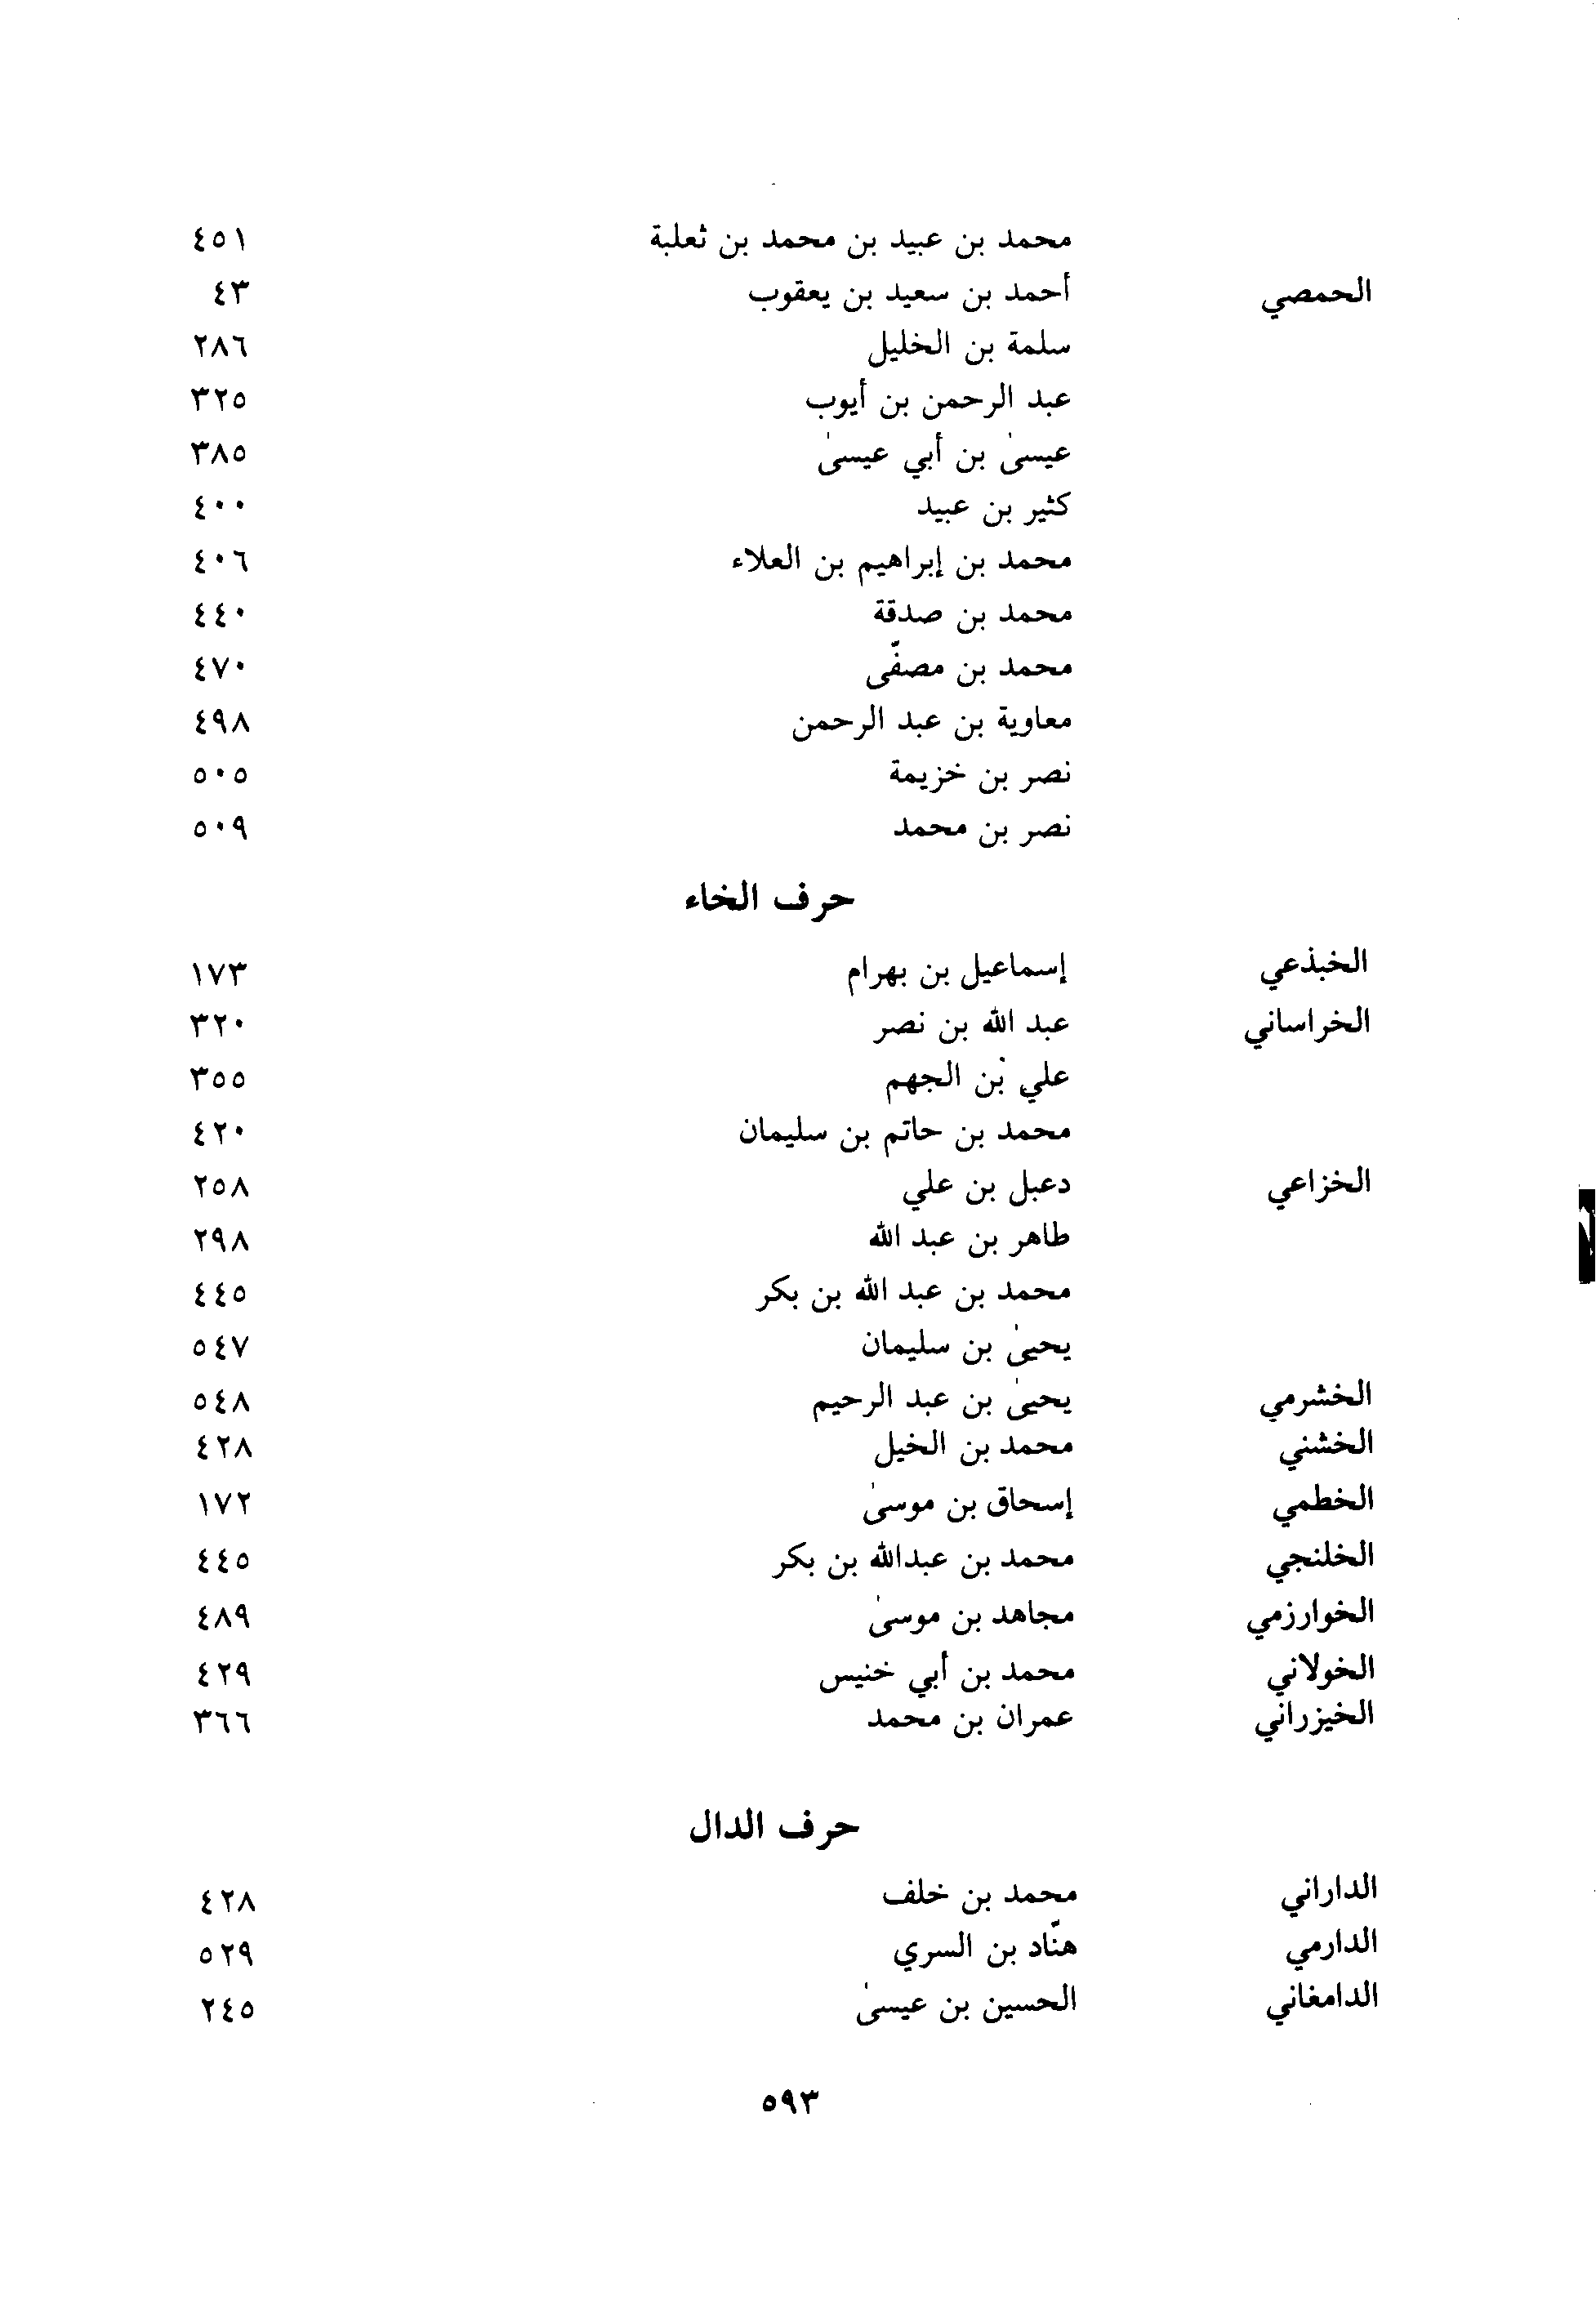 محمد بن عبيد بن محمد بن ثعلبة ٤٥١
الحمصي أحمد بن سعيد بن يعقوب ٤٣
سلمة بن الخليل ٢٨٦
عبد الرحمن بن أيوب ٣٢٥
عيسىٰ بن أبي عيسىٰ ٣٨٥
كثير بن عبيد ٤٠٠
محمد بن إبراهيم بن العلاء ٤٠٦
محمد بن صدقة ٤٤٠
محمد بن مصفّى ٤٧٠
معاوية بن عبد الرحمن ٤٩٨
نصر بن خزيمة ٥٠٥
نصر بن محمد ٥٠٩
حرف الخاء
الخبذعي إسماعيل بن بهرام ١٧٣
الخراساني عبد الله بن نصر ٣٢٠
علي بن الجهم ٣٥٥
محمد بن حاتم بن سليمان ٤٢٠
الخزاعي دعبل بن علي ٢٥٨
طاهر بن عبد الله ٢٩٨
محمد بن عبد الله بن بكر ٤٤٥
يحيىٰ بن سليمان ٥٤٧
الخشرمي يحيىٰ بن عبد الرحيم ٥٤٨
الخشني محمد بن الخيل ٤٢٨
الخطمي إسحاق بن موسىٰ ١٧٢
الخلنجي محمد بن عبدالله بن بكر ٤٤٥
الخوارزمي مجاهد بن موسىٰ ٤٨٩
الخولاني محمد بن أبي خنيس ٤٢٩
الخيزراني عمران بن محمد ٣٦٦
حرف الدال
الداراني محمد بن خلف ٤٢٨
الدارمي هنّاد بن السري ٥٢٩
الدامغاني الحسين بن عيسىٰ ٢٤٥
٥٩٣